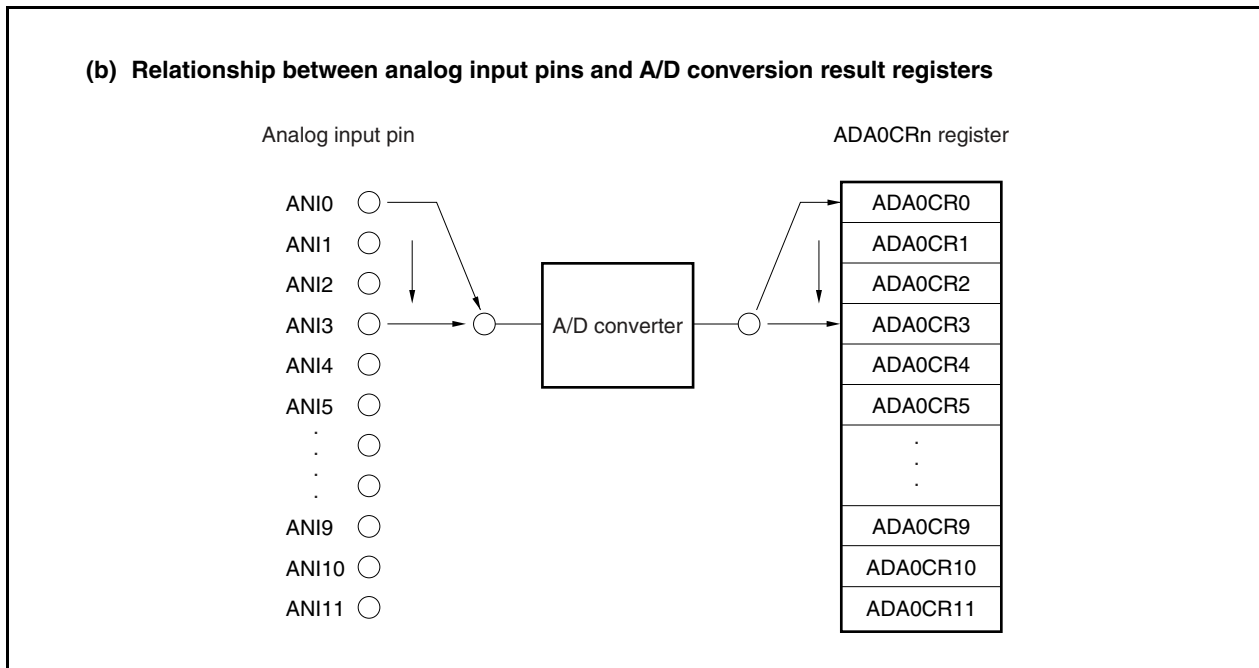 (b) Relationship between analog input pins and A/D conversion result registers
Analog input pin
ADA0CRn register
ANI0
ANI1
ANI2
ANI3
ANI4
ANI5
.
.
.
.
ANI9
ANI10
ANI11
A/D converter
ADA0CR0
ADA0CR1
ADA0CR2
ADA0CR3
ADA0CR4
ADA0CR5
.
.
.
ADA0CR9
ADA0CR10
ADA0CR11